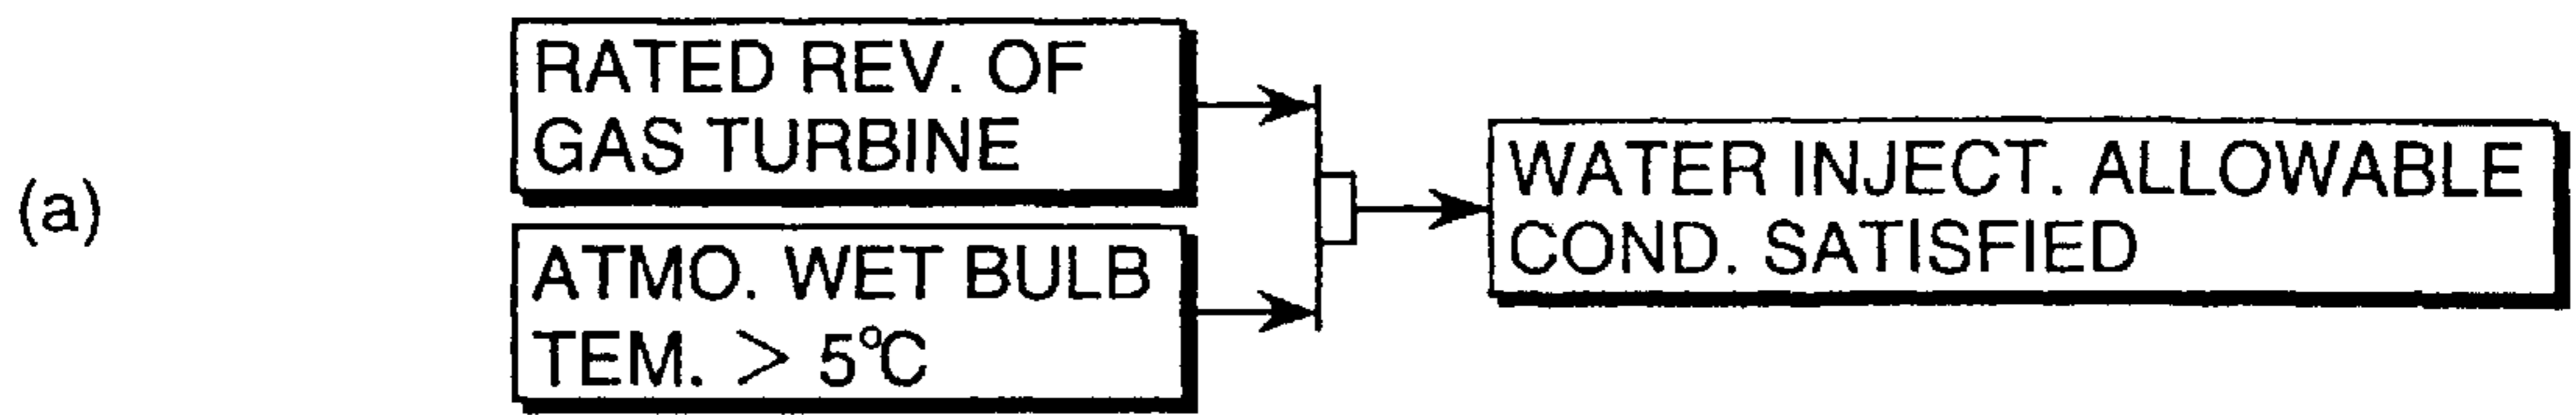 (a)
RATED REV. OF
GAS TURBINE
ATMO. WET BULB
TEM. > 5℃
WATER INJECT. ALLOWABLE
COND. SATISFIED